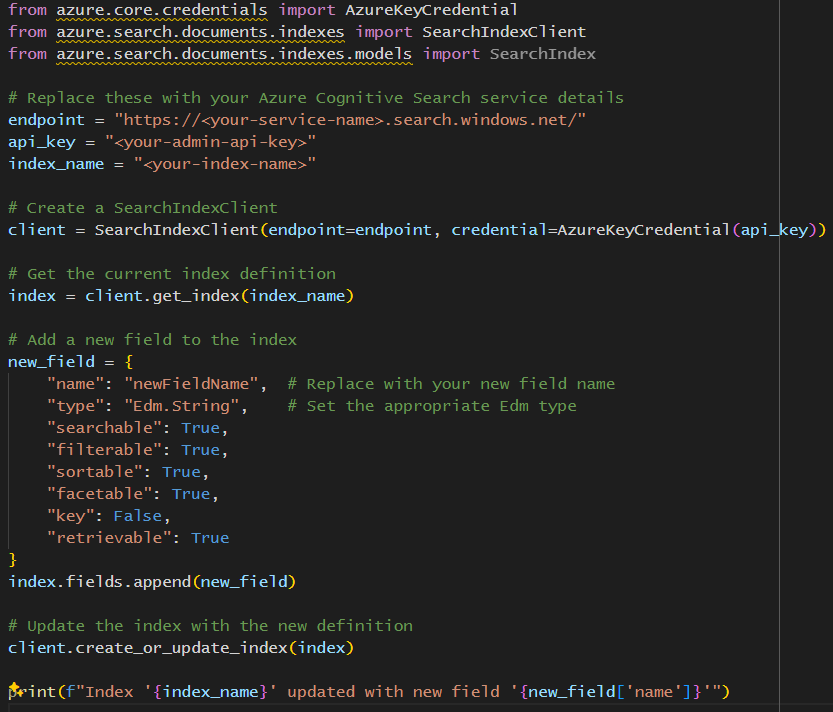 from azure.core.credentials import AzureKeyCredential
from azure.search.documents.indexes import SearchIndexClient
from azure.search.documents.indexes.models import SearchIndex

# Replace these with your Azure Cognitive Search service details
endpoint = "https://<your-service-name>.search.windows.net/"
api_key = "<your-admin-api-key>"
index_name = "<your-index-name>"

# Create a SearchIndexClient
client = SearchIndexClient(endpoint=endpoint, credential=AzureKeyCredential(api_key))

# Get the current index definition
index = client.get_index(index_name)

# Add a new field to the index
new_field = {
    "name": "newFieldName",  # Replace with your new field name
    "type": "Edm.String",    # Set the appropriate Edm type
    "searchable": True,
    "filterable": True,
    "sortable": True,
    "facetable": True,
    "key": False,
    "retrievable": True
}
index.fields.append(new_field)

# Update the index with the new definition
client.create_or_update_index(index)

print(f"Index '{index_name}' updated with new field '{new_field['name']}'")